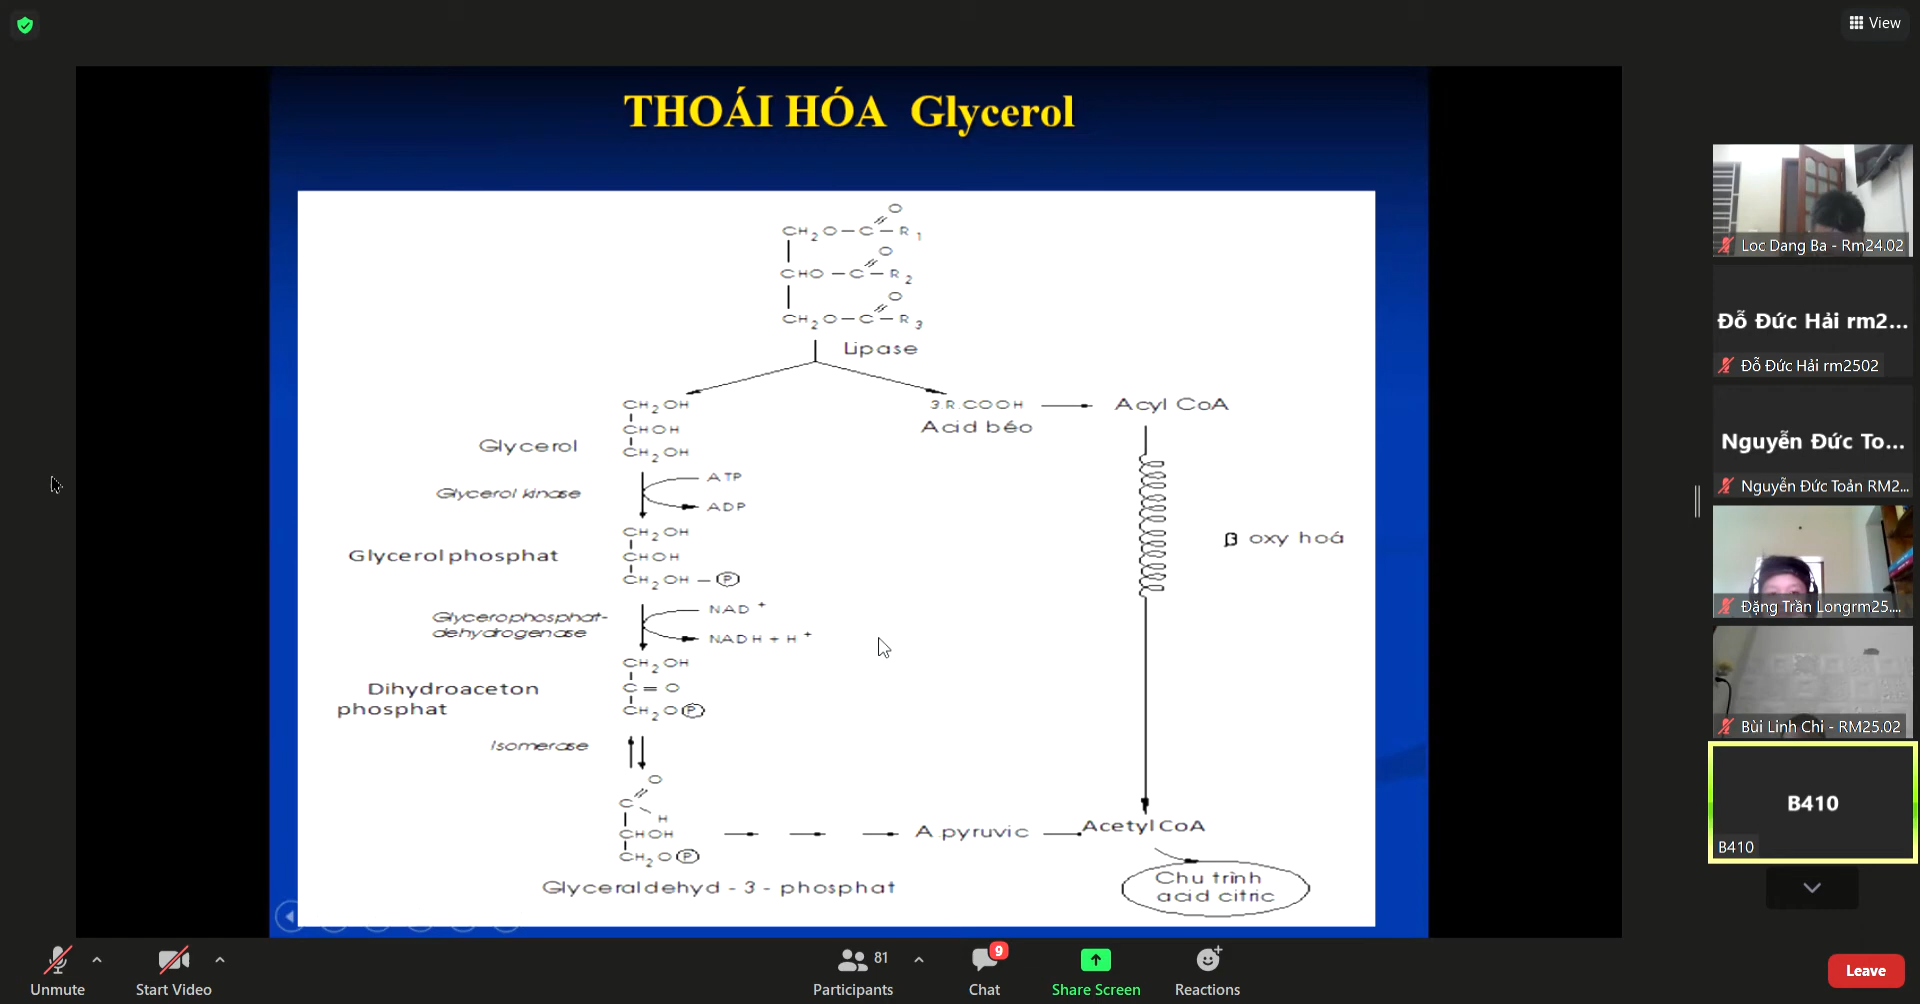 View
THOÁI HÓA Glycerol
CH2O—C—R1
O
CHO—C—R2
O
CH2O—C—R3
O
Lipase
CH2OH
CHOH
CH2OH
Glycerol
3R.COOH
Acid béo
Acyl CoA
Glycerol kinase
ATP
ADP
CH2OH
CHOH
CH2OH—P
Glycerol phosphat
β oxy hoá
Glycerophosphat-
dehydrogenase
NAD+
NADH + H+
CH2OH
C=O
CH2OP
Dihydroaceton
phosphat
Isomerase
O
C
H
CHOH
CH2OP
Glyceraldehyd - 3 - phosphat
A pyruvic
Acetyl CoA
Chu trình
acid citric
Loc Dang Ba - Rm24.02
Đỗ Đức Hải rm2...
Đỗ Đức Hải rm2502
Nguyễn Đức To...
Nguyễn Đức Toản RM2...
Đặng Trần Longrm25....
Bùi Linh Chi - RM25.02
B410
B410
Unmute
Start Video
81
Participants
9
Chat
Share Screen
Reactions
Leave